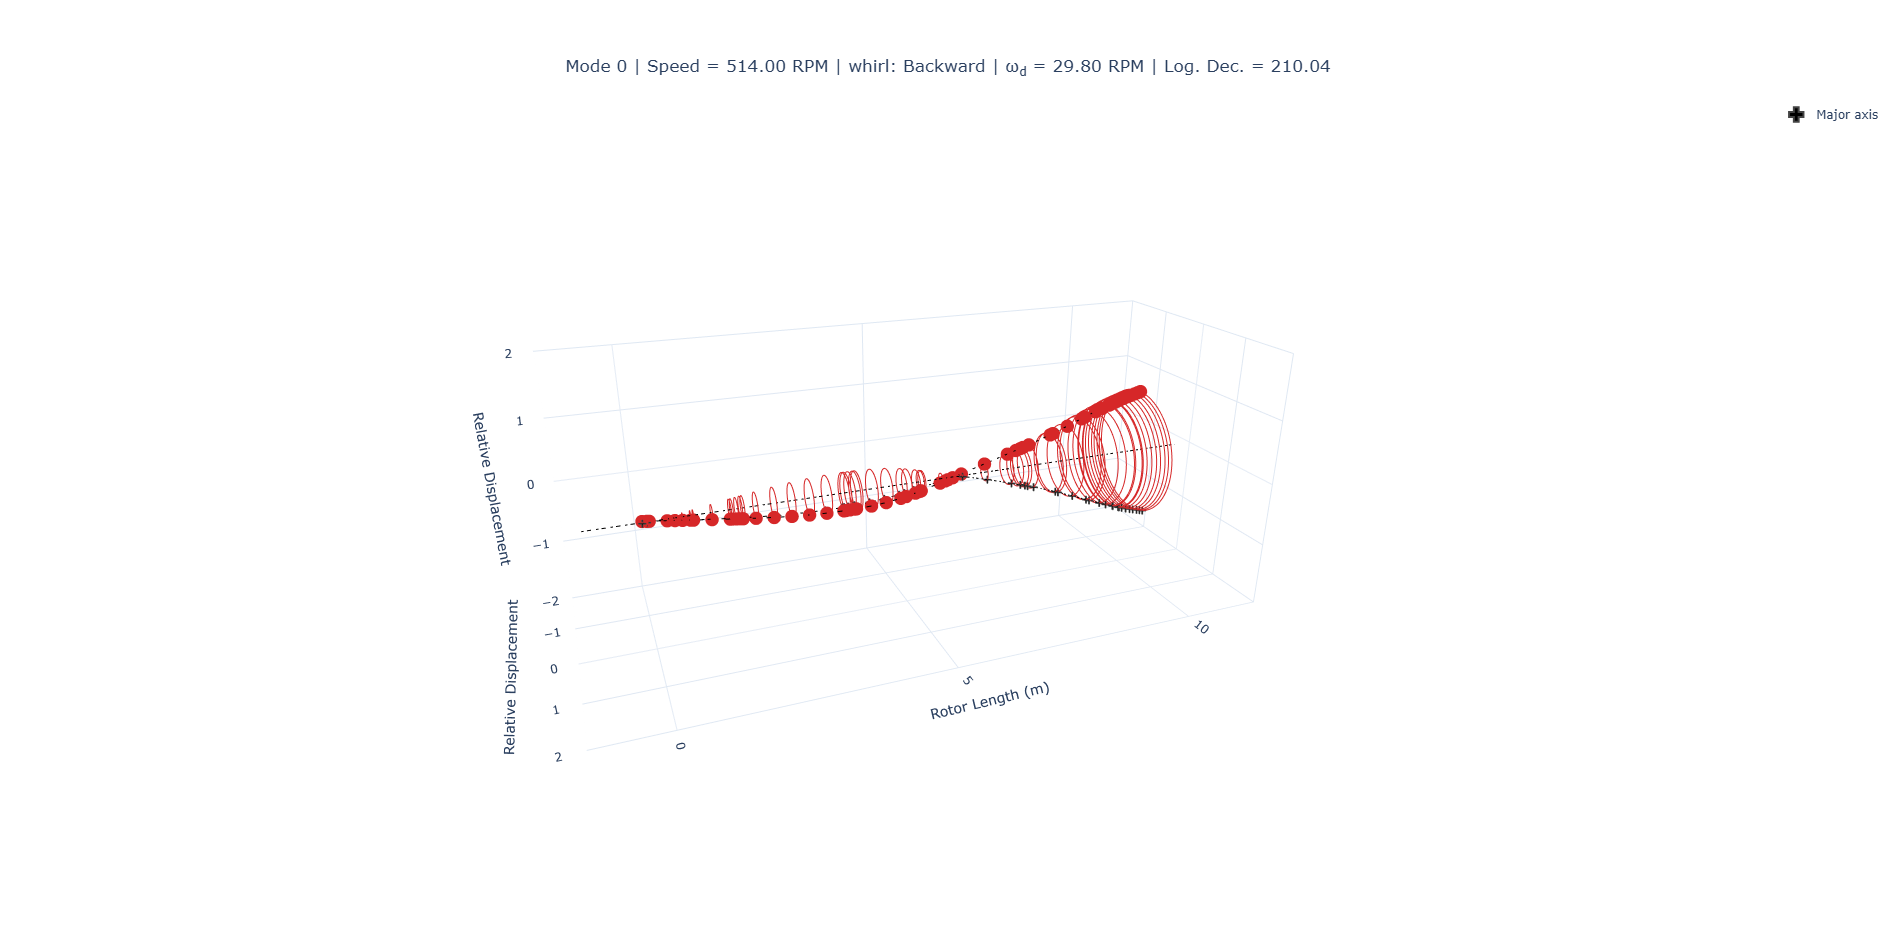 Mode 0 | Speed = 514.00 RPM | whirl: Backward | ωd = 29.80 RPM | Log. Dec. = 210.04
Major axis
2
1
0
−1
−2
Relative Displacement
−1
0
1
2
Relative Displacement
0
5
10
Rotor Length (m)